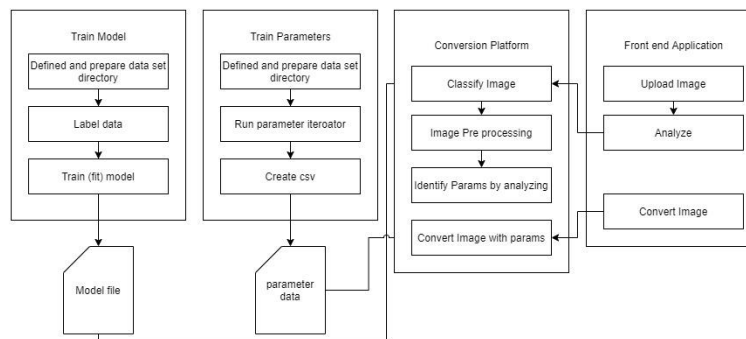 Train Model
Defined and prepare data set
directory
Label data
Train (fit) model
Model file
Train Parameters
Defined and prepare data set
directory
Run parameter iteroator
Create csv
parameter
data
Conversion Platform
Classify Image
Image Pre processing
Identify Params by analyzing
Convert Image with params
Front end Application
Upload Image
Analyze
Convert Image